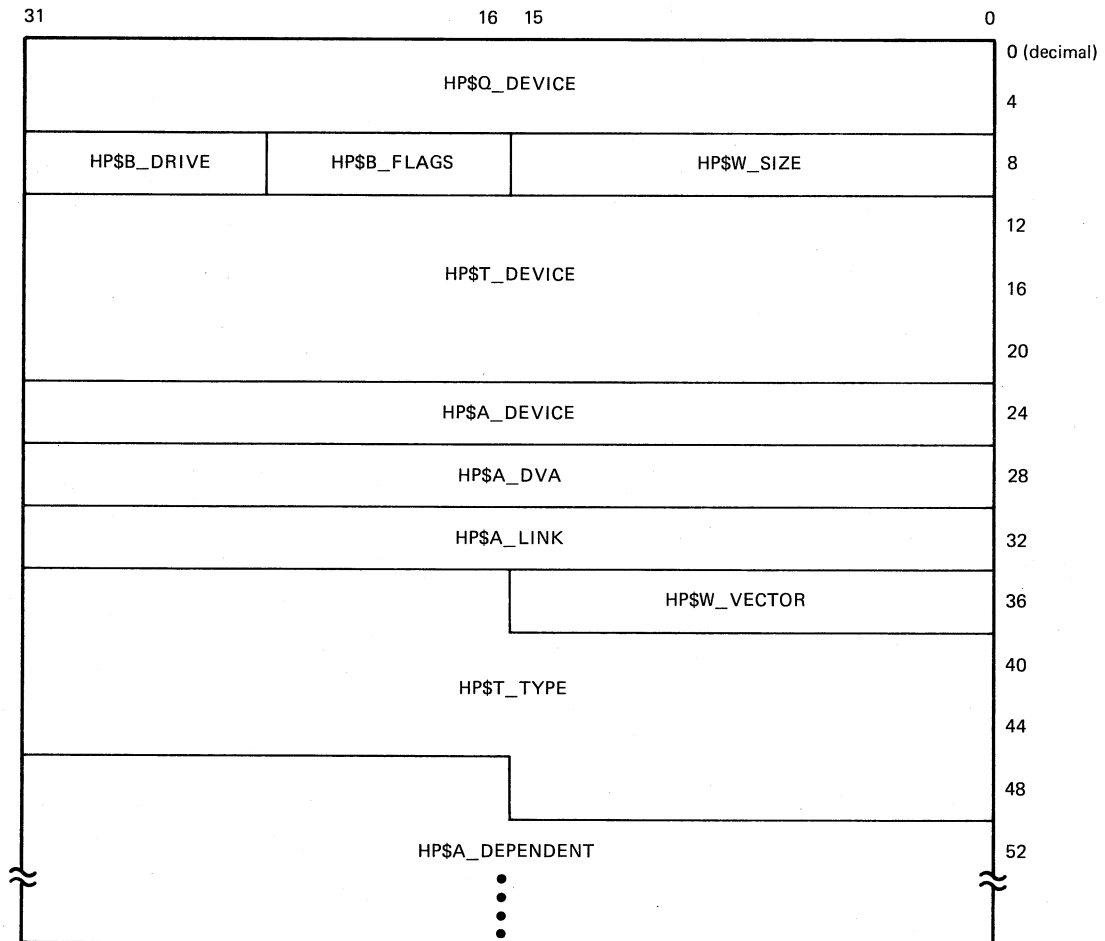 31 16 15 0
0 (decimal)
HP$Q_DEVICE
4
HP$B_DRIVE HP$B_FLAGS HP$W_SIZE 8
12
HP$T_DEVICE
16
20
HP$A_DEVICE 24
HP$A_DVA 28
HP$A_LINK 32
HP$W_VECTOR 36
40
HP$T_TYPE
44
48
HP$A_DEPENDENT 52